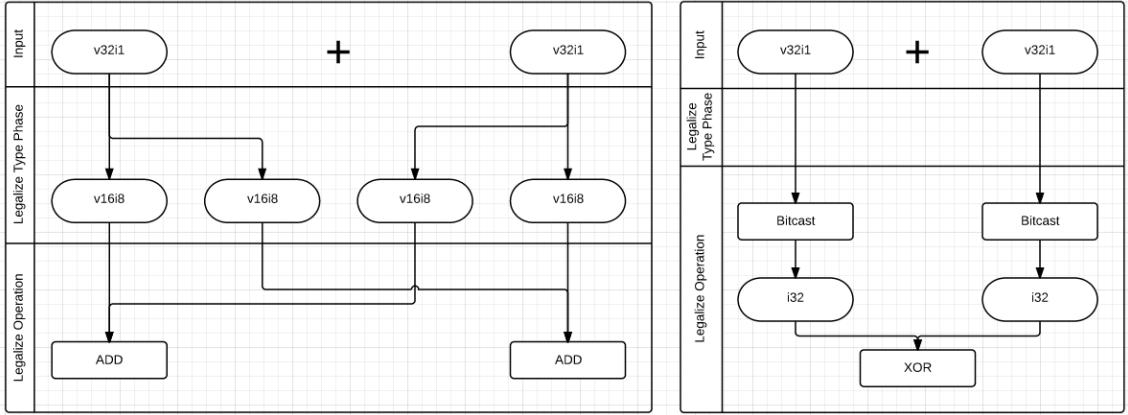 Input
v32i1
+
v32i1
Legalize Type Phase
v16i8
v16i8
v16i8
v16i8
Legalize Operation
ADD
ADD
Input
v32i1
+
v32i1
Legalize
Type Phase
Legalize Operation
Bitcast
Bitcast
i32
i32
XOR